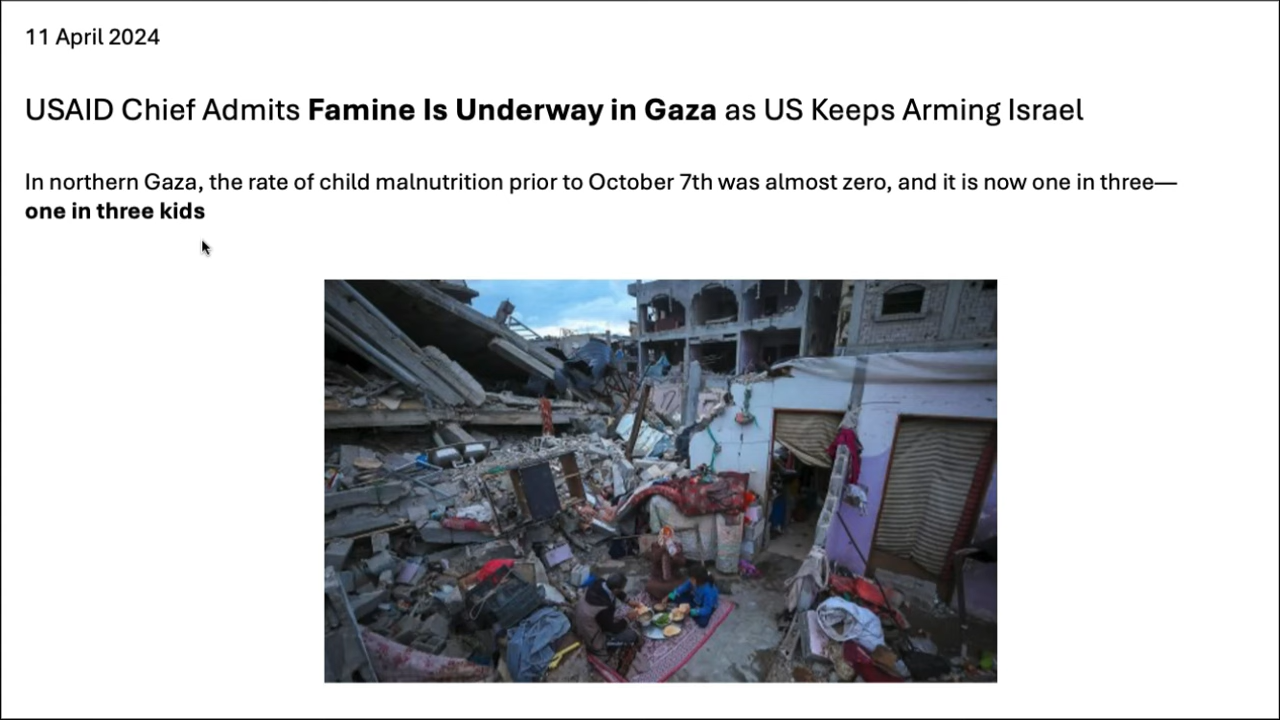 11 April 2024
USAID Chief Admits Famine Is Underway in Gaza as US Keeps Arming Israel
In northern Gaza, the rate of child malnutrition prior to October 7th was almost zero, and it is now one in three—
one in three kids